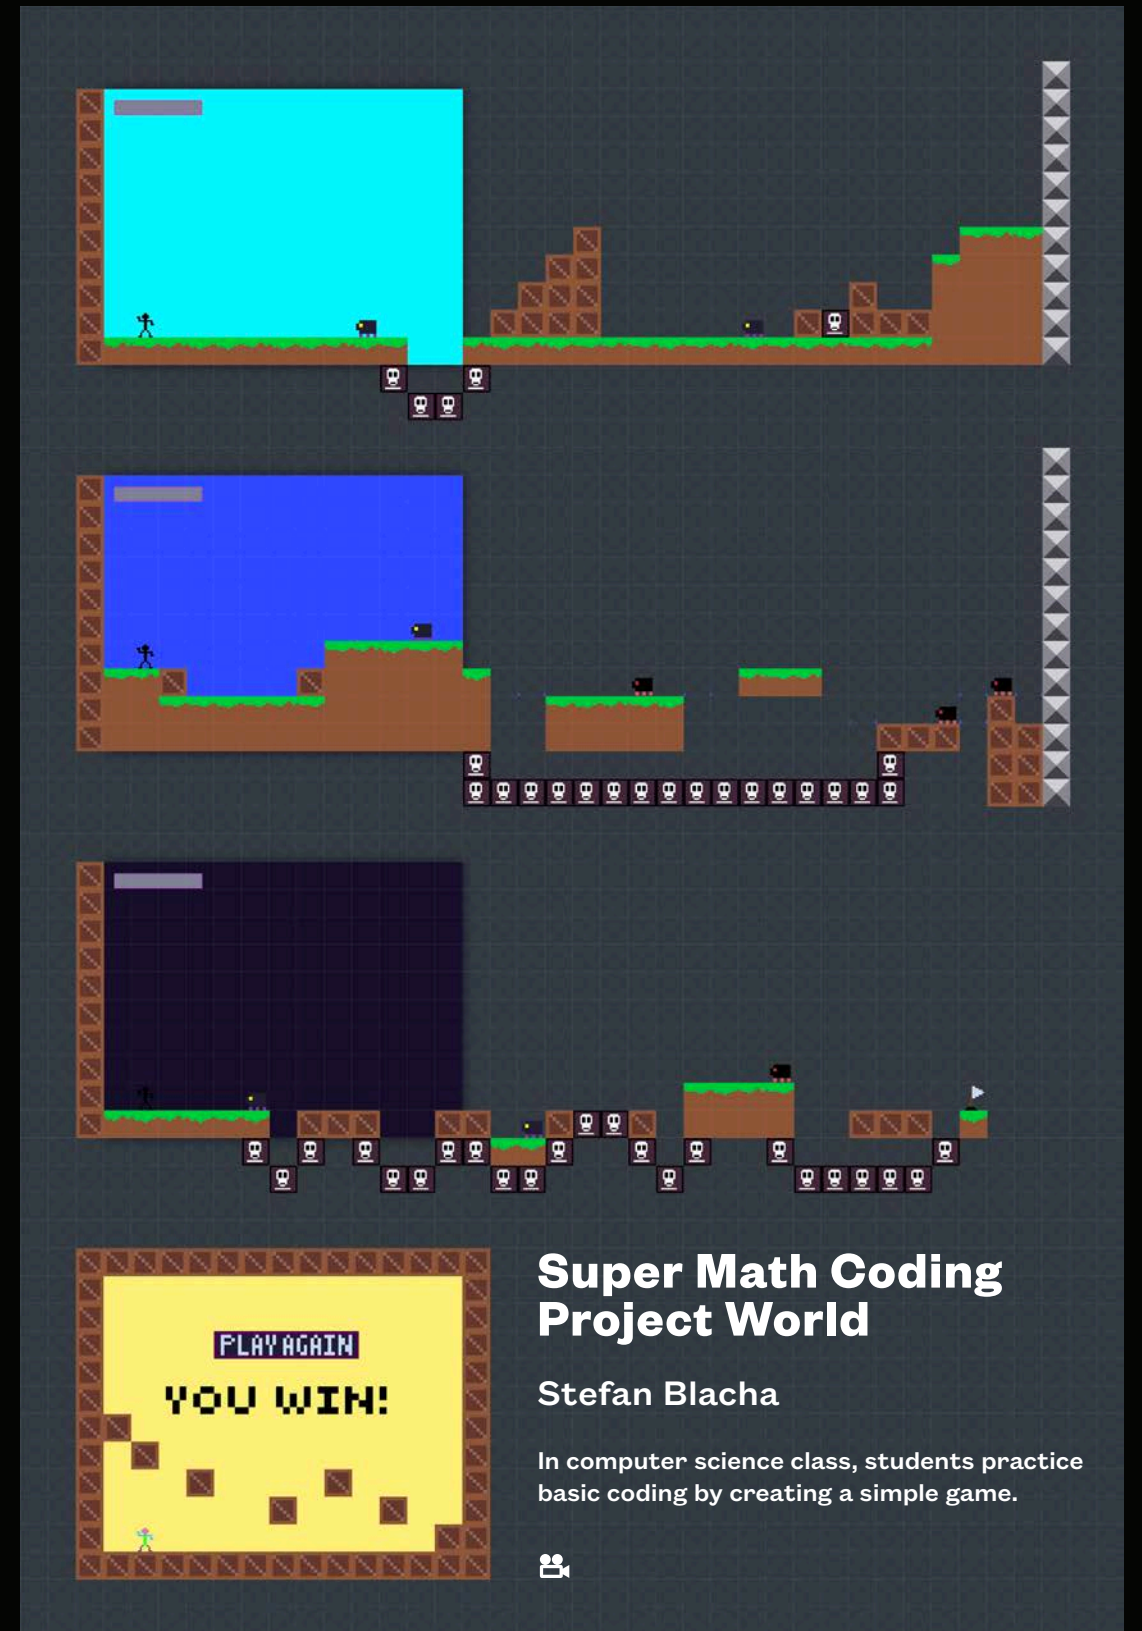 PLAY AGAIN
YOU WIN!
Super Math Coding
Project World
Stefan Blacha
In computer science class, students practice
basic coding by creating a simple game.